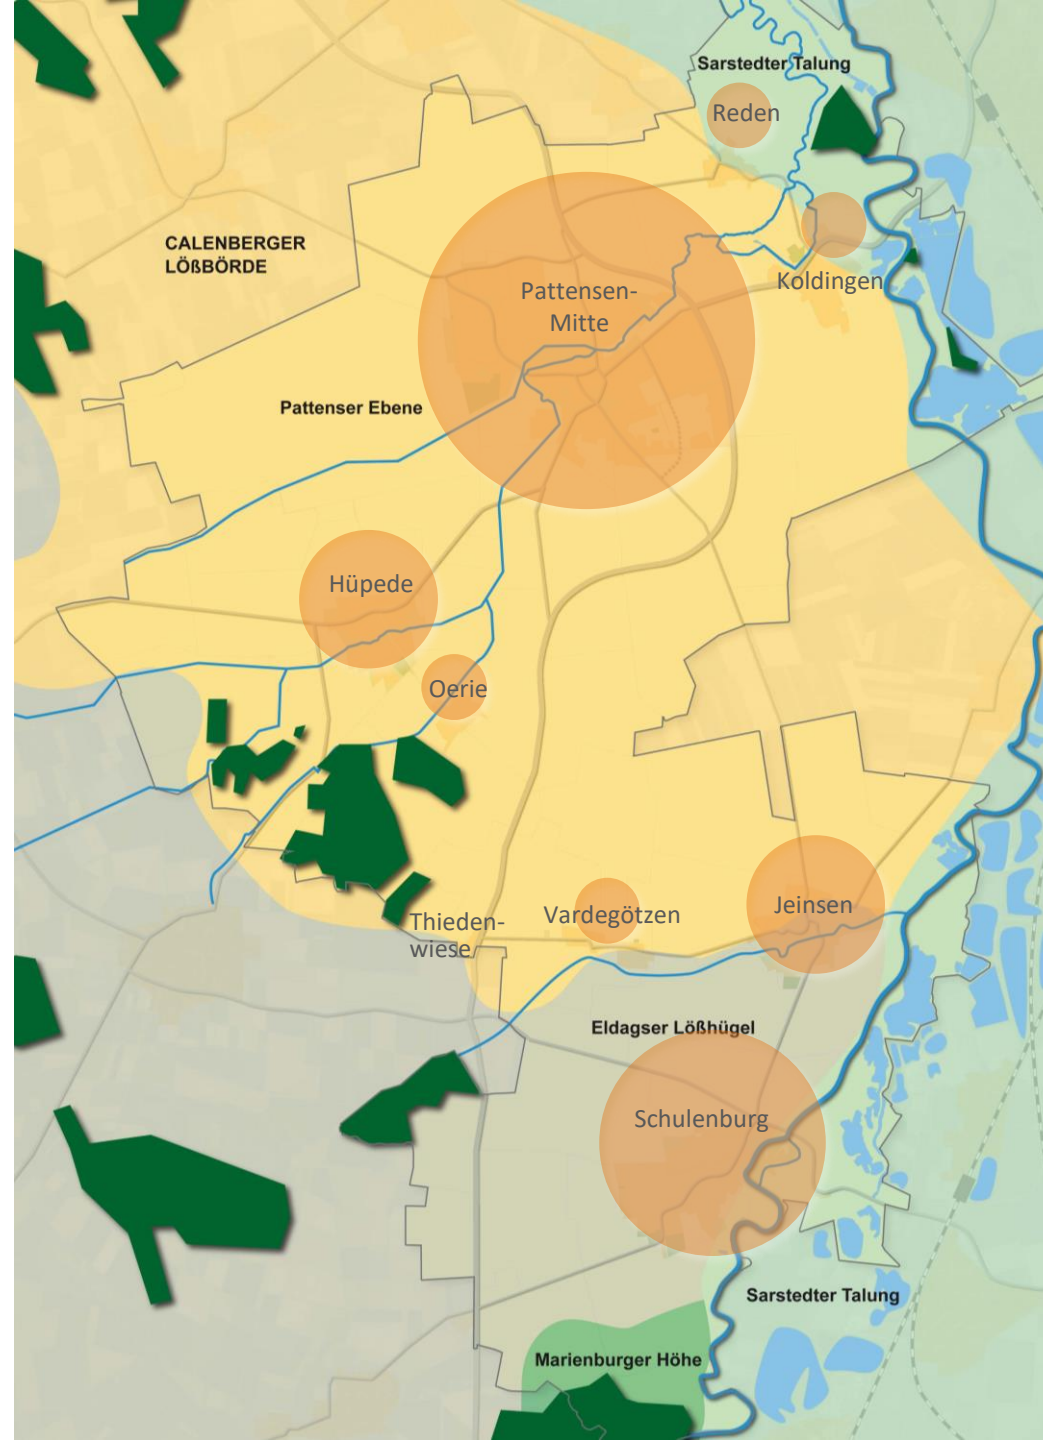 Sarstedter Talung
Reden
CALENBERGER
LÖßBÖRDE
Koldingen
Pattensen-
Mitte
Pattenser Ebene
Hüpede
Oerie
Thieden-
wiese
Vardegötzen
Jeinsen
Eldagser Lößhügel
Schulenburg
Sarstedter Talung
Marienburger Höhe